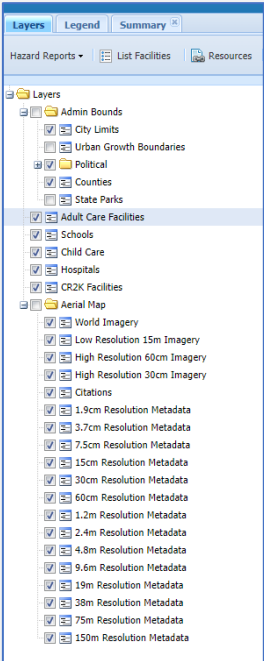 Layers Legend Summary
Hazard Reports List Facilities Resources
Layers
Admin Bounds
City Limits
Urban Growth Boundaries
Political
Counties
State Parks
Adult Care Facilities
Schools
Child Care
Hospitals
CR2K Facilities
Aerial Map
World Imagery
Low Resolution 15m Imagery
High Resolution 60cm Imagery
High Resolution 30cm Imagery
Citations
1.9cm Resolution Metadata
3.7cm Resolution Metadata
7.5cm Resolution Metadata
15cm Resolution Metadata
30cm Resolution Metadata
60cm Resolution Metadata
1.2m Resolution Metadata
2.4m Resolution Metadata
4.8m Resolution Metadata
9.6m Resolution Metadata
19m Resolution Metadata
38m Resolution Metadata
75m Resolution Metadata
150m Resolution Metadata